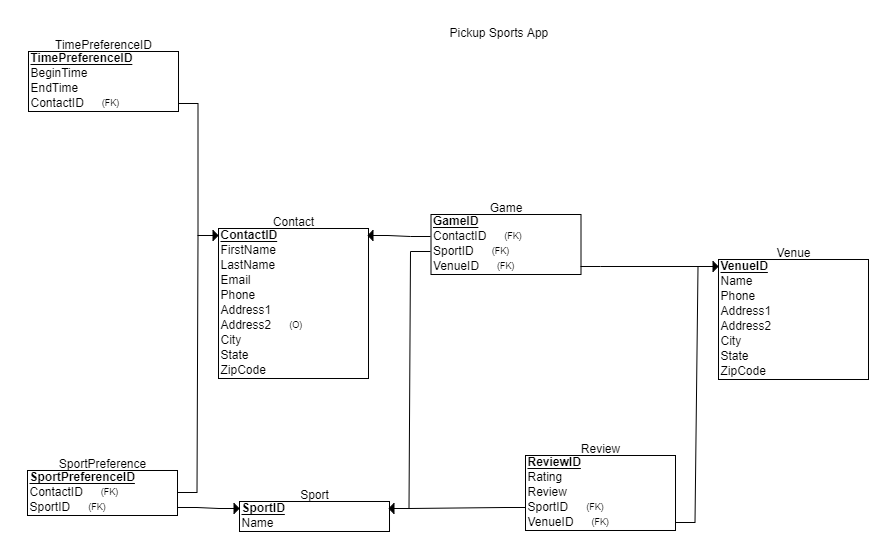 Pickup Sports App
TimePreferenceID
TimePreferenceID
BeginTime
EndTime
ContactID (FK)
Contact
ContactID
FirstName
LastName
Email
Phone
Address1
Address2 (O)
City
State
ZipCode
Game
GameID
ContactID (FK)
SportID (FK)
VenueID (FK)
Venue
VenueID
Name
Phone
Address1
Address2
City
State
ZipCode
SportPreference
SportPreferenceID
ContactID (FK)
SportID (FK)
Sport
SportID
Name
Review
ReviewID
Rating
Review
SportID (FK)
VenueID (FK)